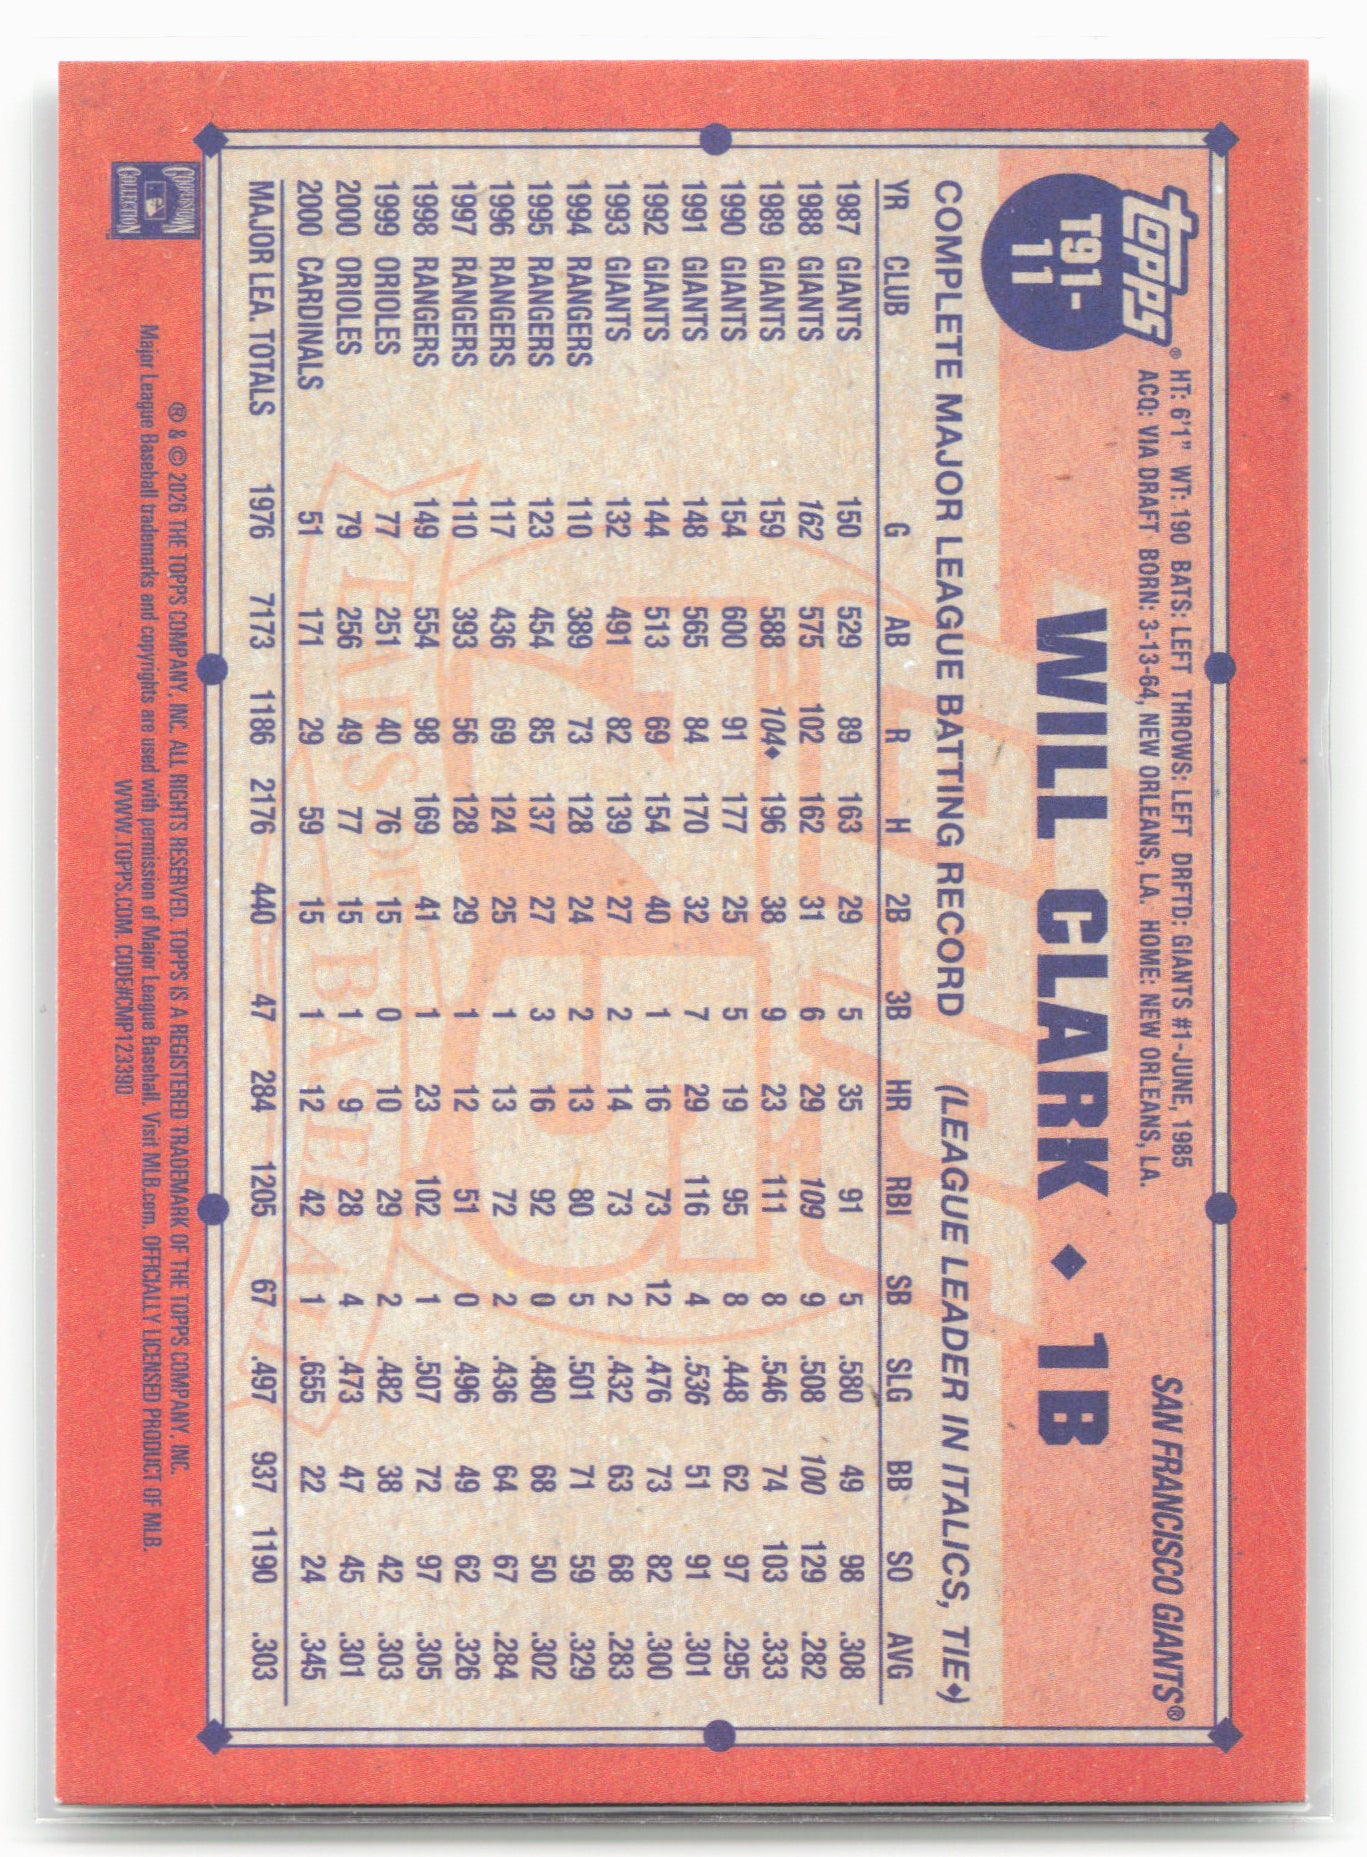 topps®
T91-
11
HT: 6'1" WT: 190 BATS: LEFT THROWS: LEFT DRFTD: GIANTS #1-JUNE, 1985
ACQ: VIA DRAFT BORN: 3-13-64, NEW ORLEANS, LA. HOME: NEW ORLEANS, LA.
SAN FRANCISCO GIANTS®
WILL CLARK ◆ 1B
COMPLETE MAJOR LEAGUE BATTING RECORD (LEAGUE LEADER IN ITALICS, TIE◆)
YR CLUB G AB R H 2B 3B HR RBI SB SLG BB SO AVG
1987 GIANTS 150 529 89 163 29 5 35 91 5 .580 49 98 .308
1988 GIANTS 162 575 102 162 31 6 29 109 9 .508 100 129 .282
1989 GIANTS 159 588 104◆ 196 38 9 23 111 8 .546 74 103 .333
1990 GIANTS 154 600 91 177 25 5 19 95 8 .448 62 97 .295
1991 GIANTS 148 565 84 170 32 7 29 116 4 .536 51 91 .301
1992 GIANTS 144 513 69 154 40 1 16 73 12 .476 73 82 .300
1993 GIANTS 132 491 82 139 27 2 14 73 2 .432 63 68 .283
1994 RANGERS 110 389 73 128 24 2 13 80 5 .501 71 59 .329
1995 RANGERS 123 454 85 137 27 3 16 92 0 .480 68 50 .302
1996 RANGERS 117 436 69 124 25 1 13 72 2 .436 64 67 .284
1997 RANGERS 110 393 56 128 29 1 12 51 0 .496 49 62 .326
1998 RANGERS 149 554 98 169 41 1 23 102 1 .507 72 97 .305
1999 ORIOLES 77 251 40 76 15 0 10 29 2 .482 38 42 .303
2000 ORIOLES 79 256 49 77 15 1 9 28 4 .473 47 45 .301
2000 CARDINALS 51 171 29 59 15 1 12 42 1 .655 22 24 .345
MAJOR LEA. TOTALS 1976 7173 1186 2176 440 47 284 1205 67 .497 937 1190 .303
YEARS OF BASEBALL
COOPERSTOWN
COLLECTION
® & © 2026 THE TOPPS COMPANY, INC. ALL RIGHTS RESERVED. TOPPS IS A REGISTERED TRADEMARK OF THE TOPPS COMPANY, INC.
Major League Baseball trademarks and copyrights are used with permission of Major League Baseball. Visit MLB.com. OFFICIALLY LICENSED PRODUCT OF MLB.
WWW.TOPPS.COM. CODE#CMP123390